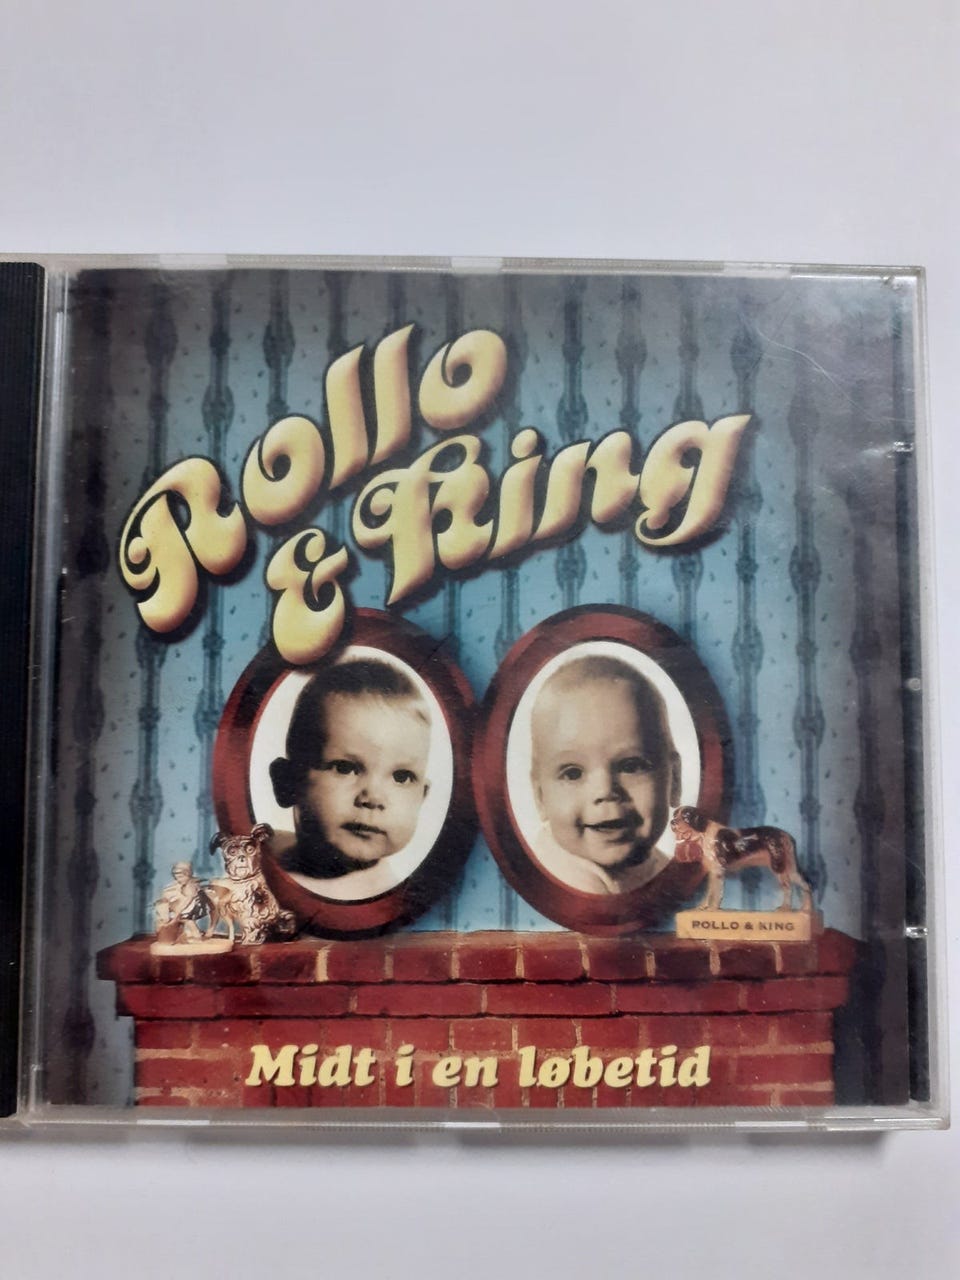 Rollo
& King
ROLLO & KING
Midt i en løbetid